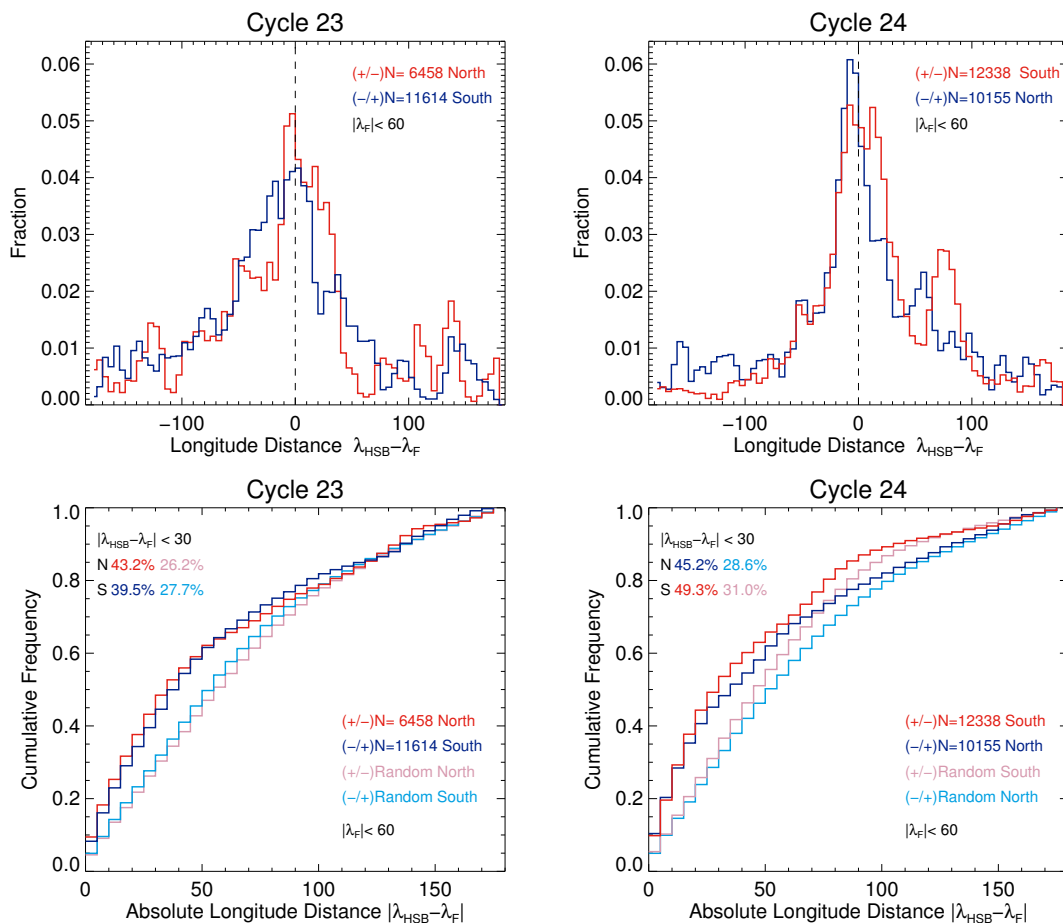 Cycle 23
Fraction
0.06
0.05
0.04
0.03
0.02
0.01
0.00
(+/−)N= 6458 North
(−/+)N=11614 South
|λF|< 60
−100 0 100
Longitude Distance λHSB−λF
Cycle 24
Fraction
0.06
0.05
0.04
0.03
0.02
0.01
0.00
(+/−)N=12338 South
(−/+)N=10155 North
|λF|< 60
−100 0 100
Longitude Distance λHSB−λF
Cycle 23
Cumulative Frequency
1.0
0.8
0.6
0.4
0.2
0.0
|λHSB−λF| < 30
N 43.2% 26.2%
S 39.5% 27.7%
(+/−)N= 6458 North
(−/+)N=11614 South
(+/−)Random North
(−/+)Random South
|λF|< 60
0 50 100 150
Absolute Longitude Distance |λHSB−λF|
Cycle 24
Cumulative Frequency
1.0
0.8
0.6
0.4
0.2
0.0
|λHSB−λF| < 30
N 45.2% 28.6%
S 49.3% 31.0%
(+/−)N=12338 South
(−/+)N=10155 North
(+/−)Random South
(−/+)Random North
|λF|< 60
0 50 100 150
Absolute Longitude Distance |λHSB−λF|